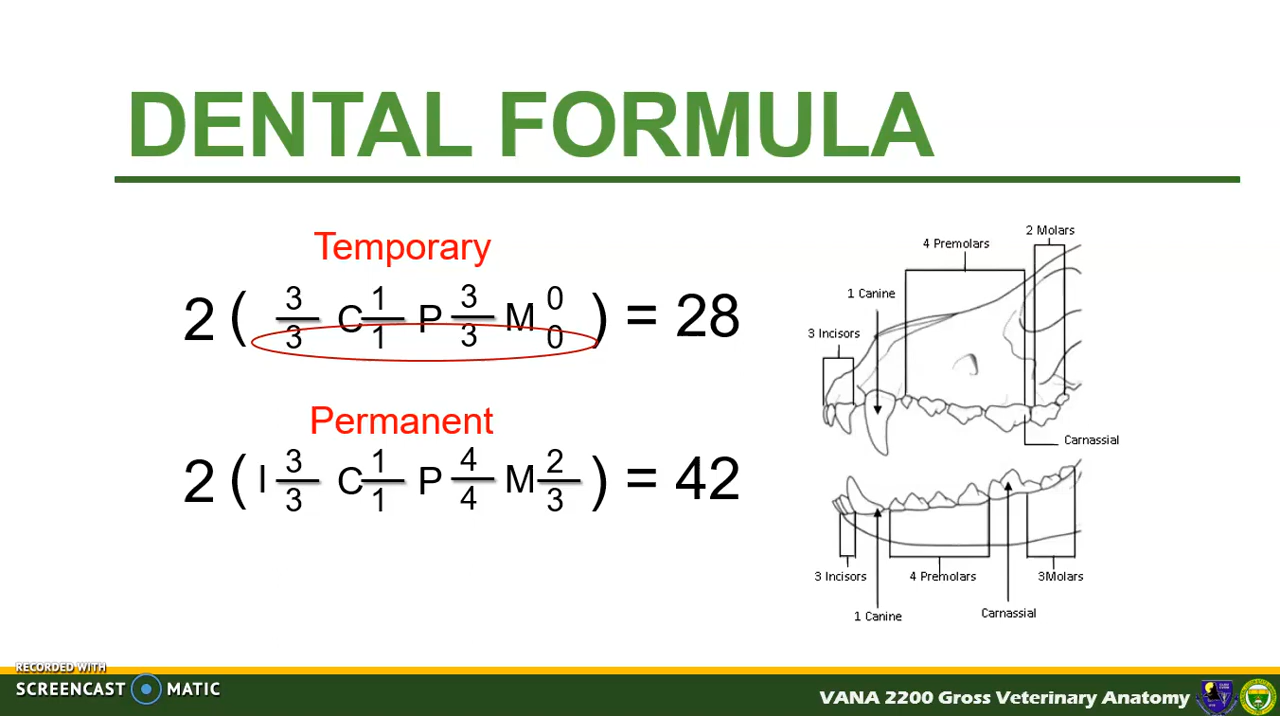 DENTAL FORMULA
Temporary
2 ( 3/3 C 1/1 P 3/3 M 0/0 ) = 28
Permanent
2 ( I 3/3 C 1/1 P 4/4 M 2/3 ) = 42
2 Molars
4 Premolars
1 Canine
3 Incisors
Carnassial
3 Incisors
4 Premolars
3Molars
1 Canine
Carnassial
RECORDED WITH
SCREENCAST MATIC
VANA 2200 Gross Veterinary Anatomy